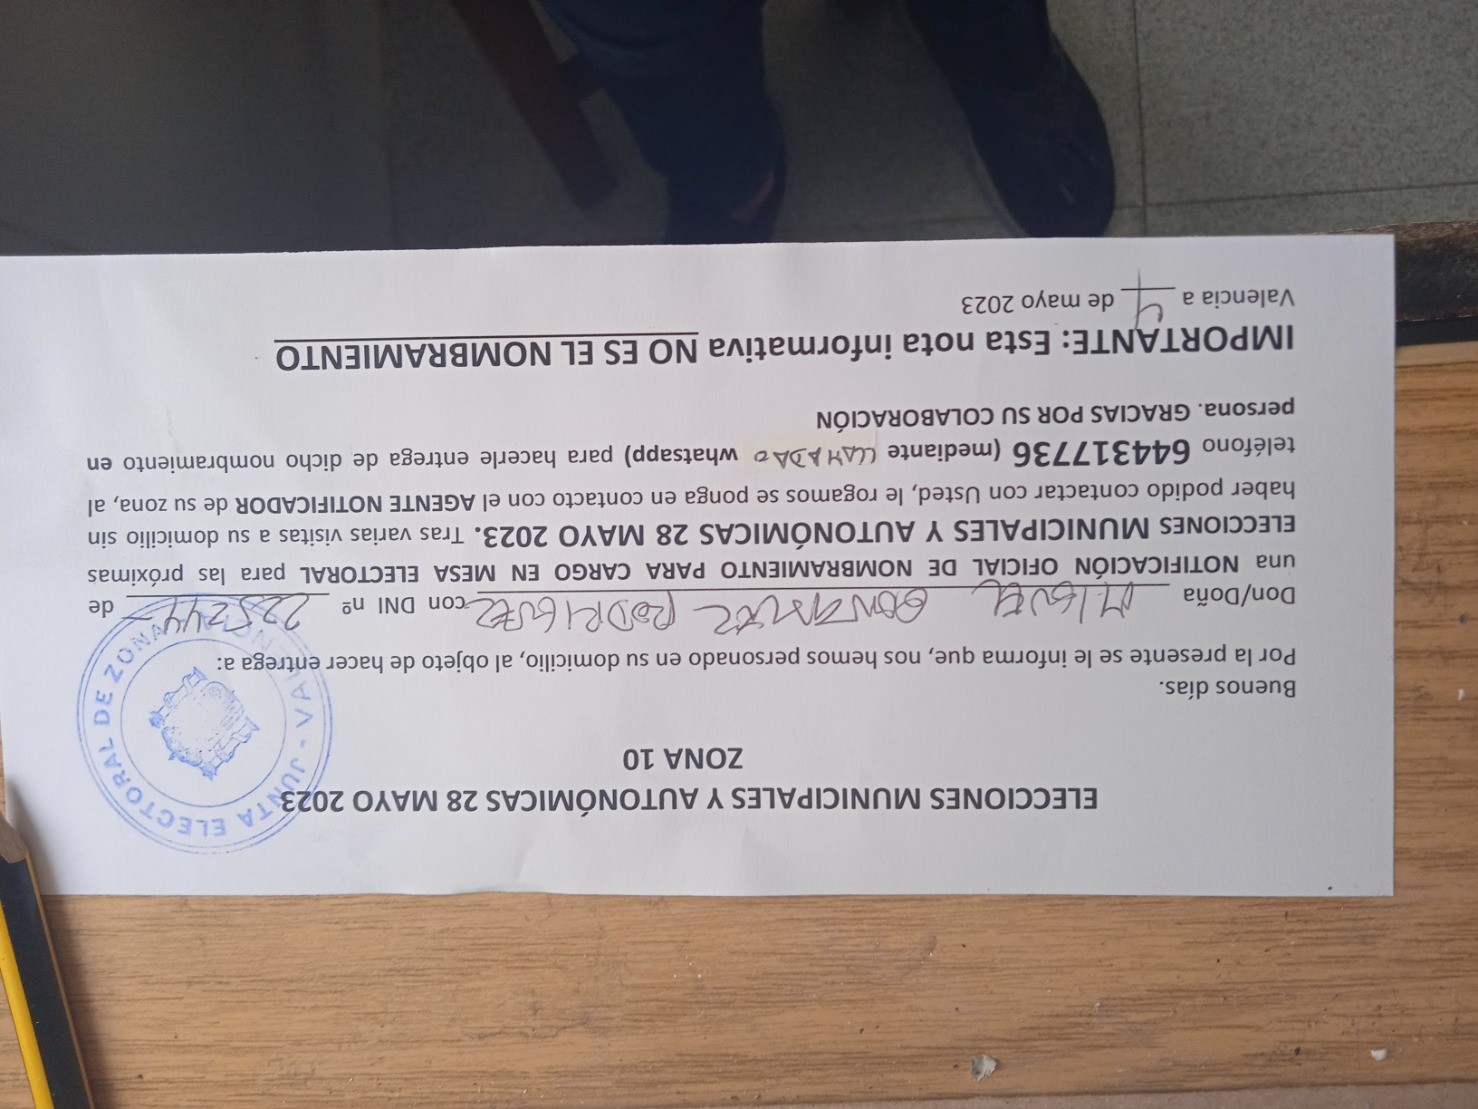 ELECCIONES MUNICIPALES Y AUTONÓMICAS 28 MAYO 2023
ZONA 10
JUNTA ELECTORAL DE ZONA VALENCIA - VALENCIA
Buenos días.
Por la presente se le informa que, nos hemos personado en su domicilio, al objeto de hacer entrega a:
Don/Doña MIGUEL GONZALEZ RODRIGUEZ con DNI nº de
una NOTIFICACIÓN OFICIAL DE NOMBRAMIENTO PARA CARGO EN MESA ELECTORAL para las próximas
ELECCIONES MUNICIPALES Y AUTONÓMICAS 28 MAYO 2023. Tras varias visitas a su domicilio sin
haber podido contactar con Usted, le rogamos se ponga en contacto con el AGENTE NOTIFICADOR de su zona, al
teléfono 644317736 (mediante LLAMADA O whatsapp) para hacerle entrega de dicho nombramiento en
persona. GRACIAS POR SU COLABORACIÓN
IMPORTANTE: Esta nota informativa NO ES EL NOMBRAMIENTO.
Valencia a 4 de mayo 2023